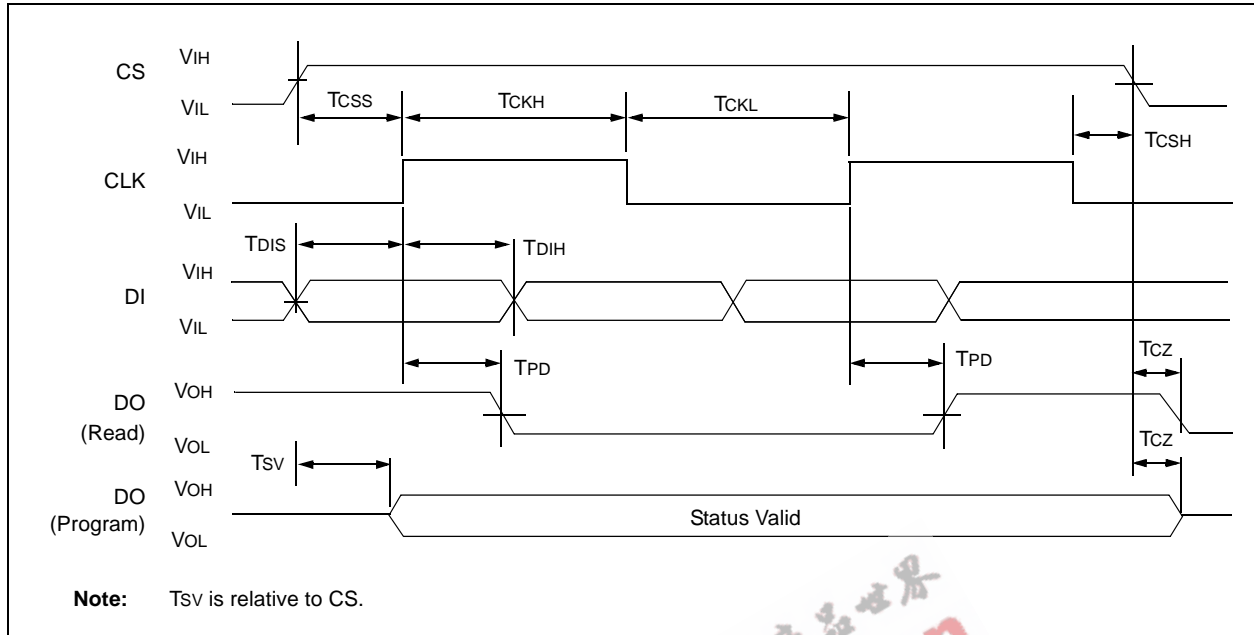 CS
VIH
VIL
TCSS
TCKH
TCKL
TCSH
CLK
VIH
VIL
TDIS
TDIH
DI
VIH
VIL
TPD
TPD
TCZ
DO
(Read)
VOH
VOL
TCZ
TSV
DO
(Program)
VOH
VOL
Status Valid
Note: TSV is relative to CS.